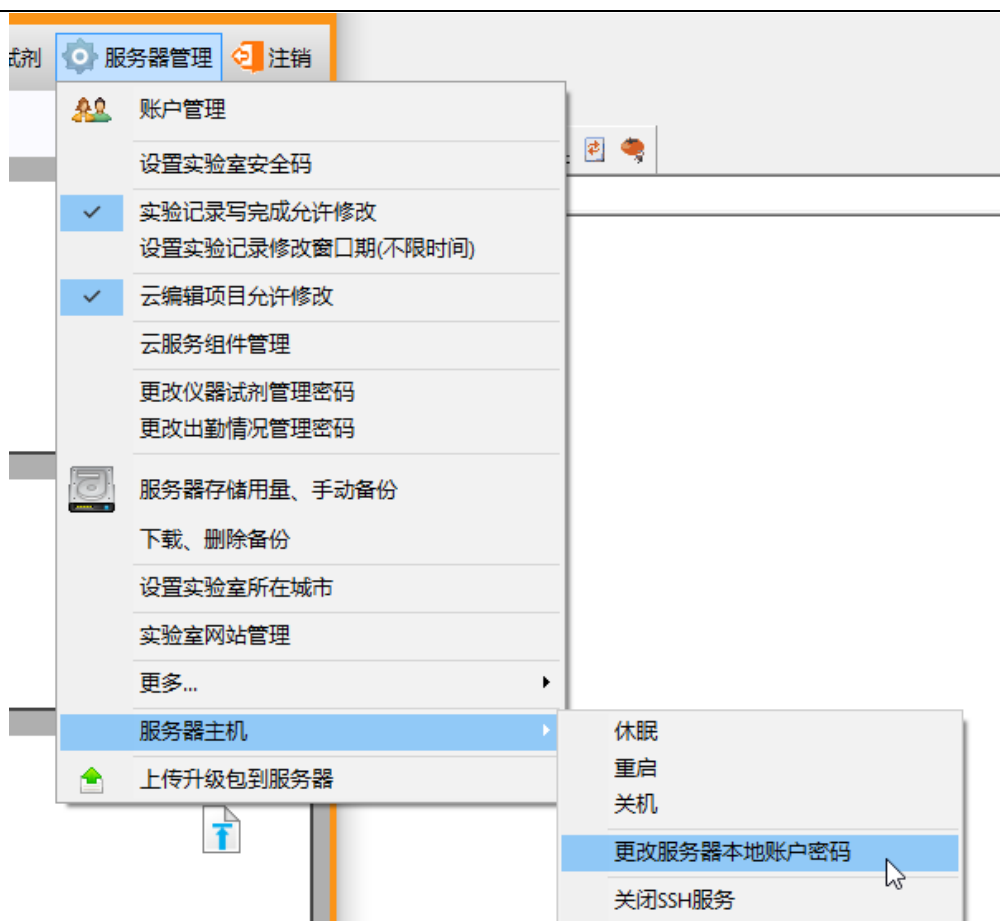 试剂 服务器管理 注销
账户管理
设置实验室安全码
实验记录写完成允许修改
设置实验记录修改窗口期(不限时间)
云编辑项目允许修改
云服务组件管理
更改仪器试剂管理密码
更改出勤情况管理密码
服务器存储用量、手动备份
下载、删除备份
设置实验室所在城市
实验室网站管理
更多...
服务器主机
上传升级包到服务器
休眠
重启
关机
更改服务器本地账户密码
关闭SSH服务